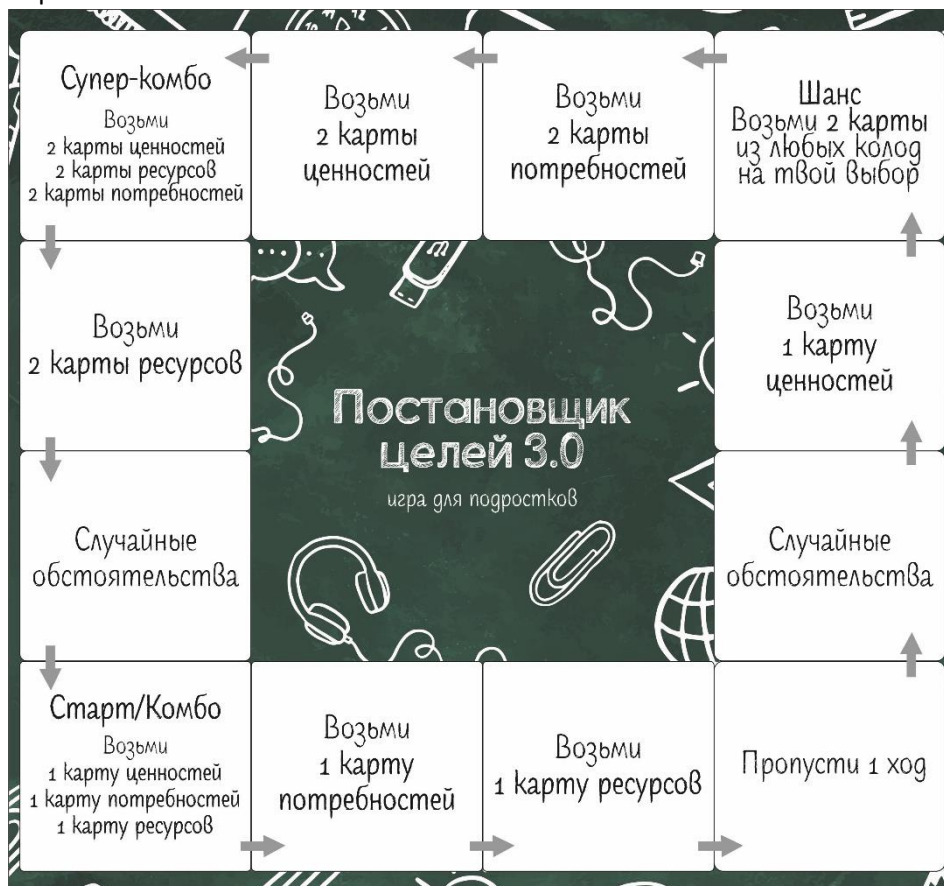 Супер-комбо
Возьми
2 карты ценностей
2 карты ресурсов
2 карты потребностей
Возьми
2 карты
ценностей
Возьми
2 карты
потребностей
Шанс
Возьми 2 карты
из любых колод
на твой выбор
Возьми
2 карты ресурсов
Постановщик
целей 3.0
игра для подростков
Возьми
1 карту
ценностей
Случайные
обстоятельства
Случайные
обстоятельства
Старт/Комбо
Возьми
1 карту ценностей
1 карту потребностей
1 карту ресурсов
Возьми
1 карту
потребностей
Возьми
1 карту ресурсов
Пропусти 1 ход